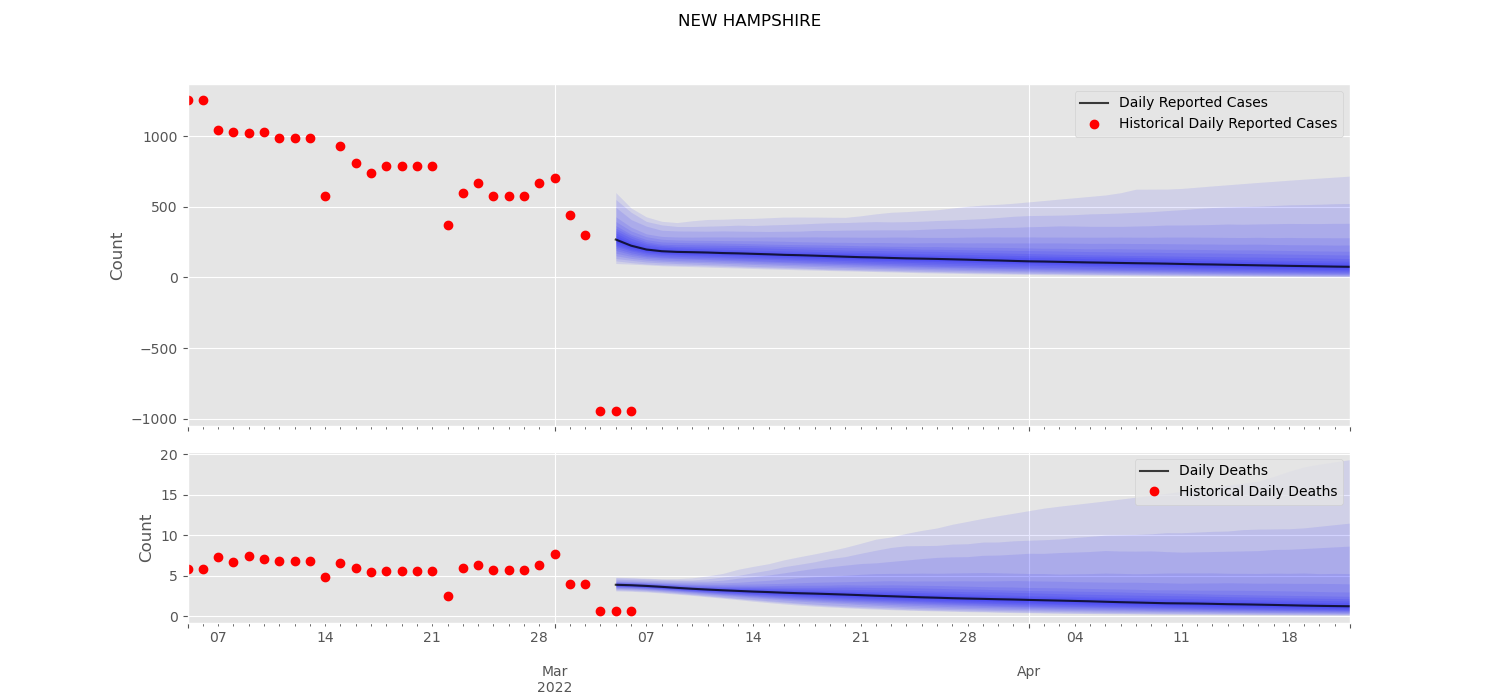 NEW HAMPSHIRE
Daily Reported Cases
Historical Daily Reported Cases
1000
500
0
−500
−1000
Count
Daily Deaths
Historical Daily Deaths
20
15
10
5
0
Count
07 14 21 28 07 14 21 28 04 11 18
Mar Apr
2022